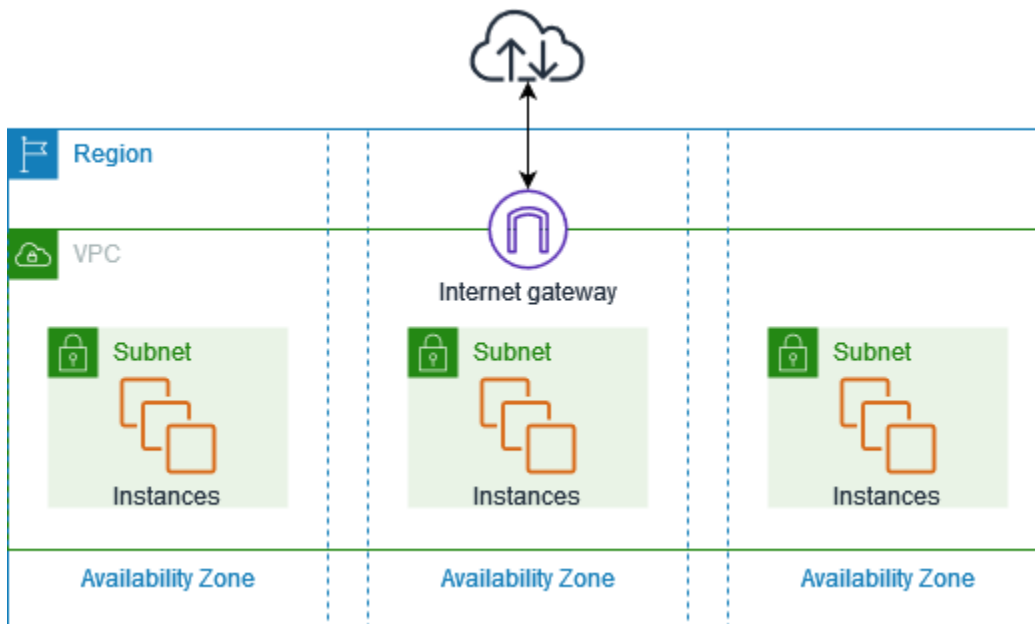 Region
VPC
Internet gateway
Subnet
Subnet
Subnet
Instances
Instances
Instances
Availability Zone
Availability Zone
Availability Zone